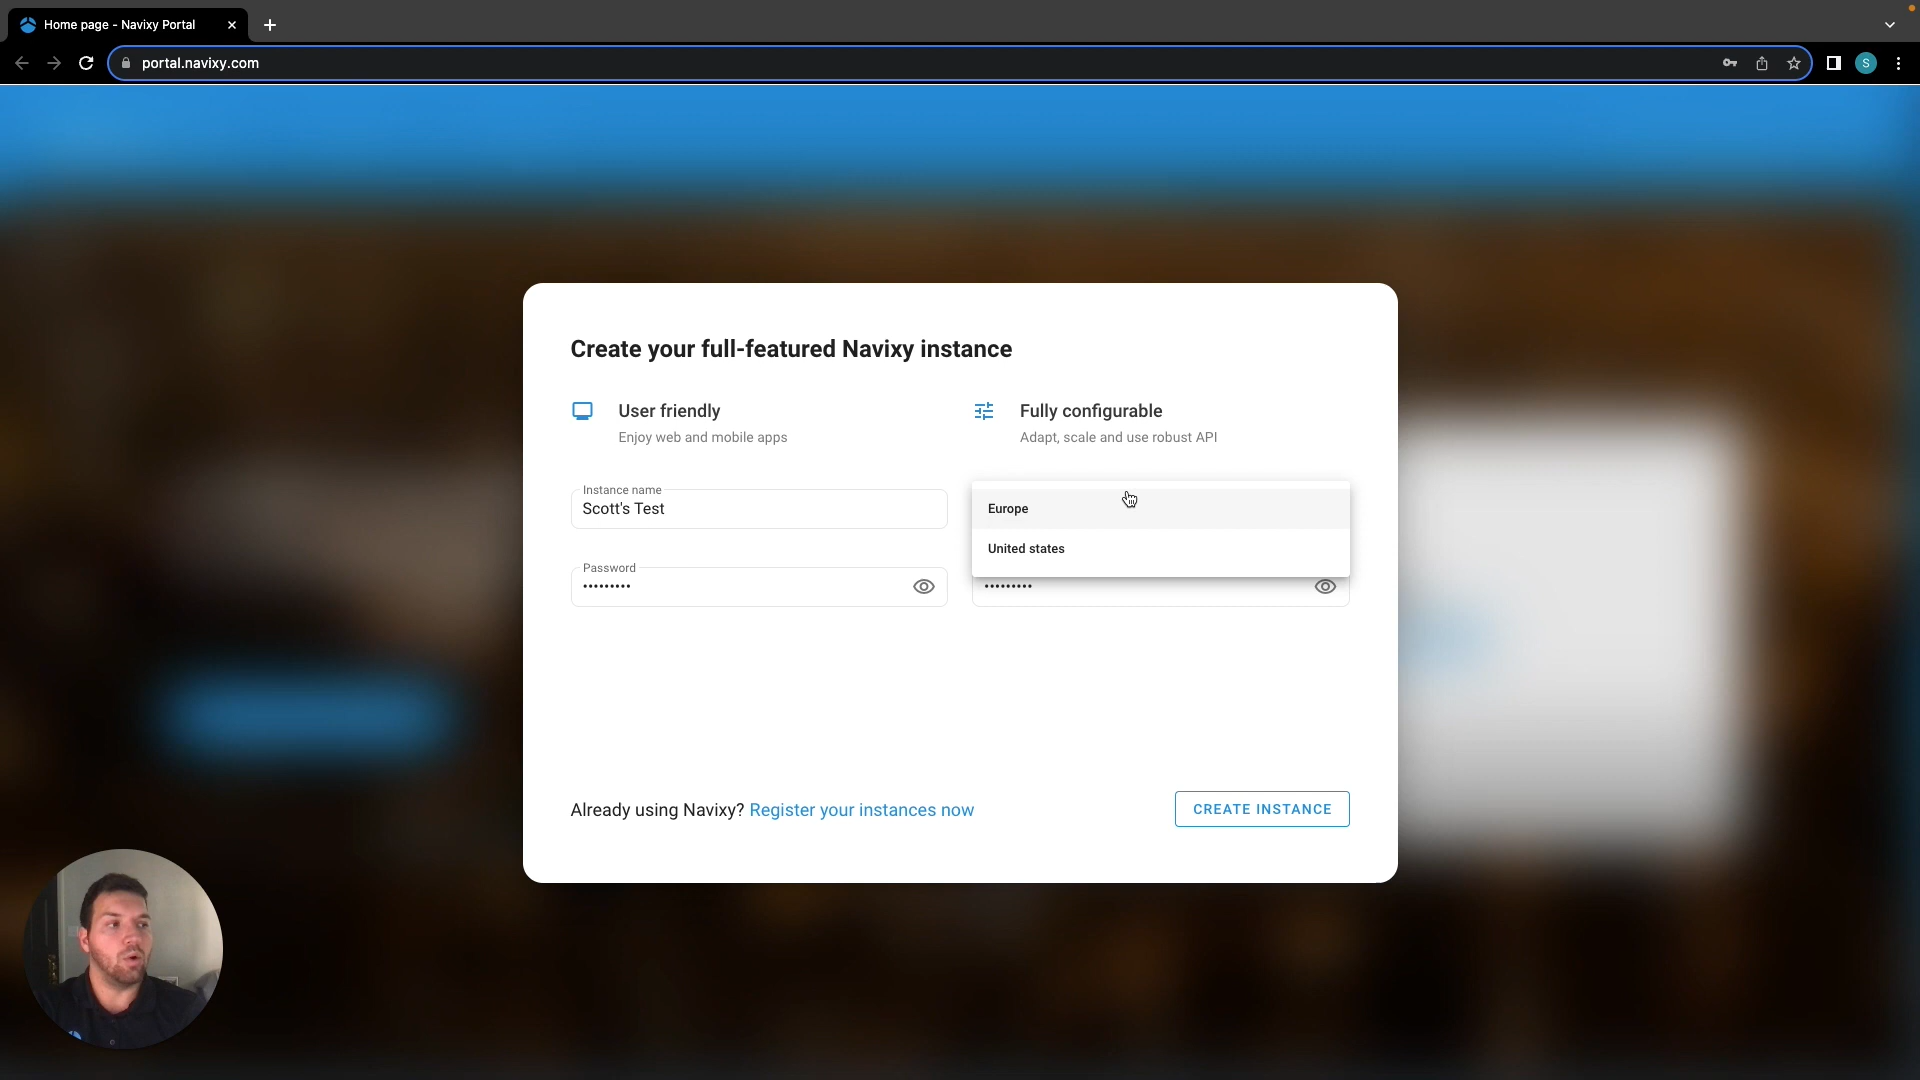 Home page - Navixy Portal
portal.navixy.com
S
Create your full-featured Navixy instance
User friendly
Enjoy web and mobile apps
Fully configurable
Adapt, scale and use robust API
Instance name
Scott's Test
Europe
United states
Password
•••••••••
•••••••••
Already using Navixy? Register your instances now
CREATE INSTANCE